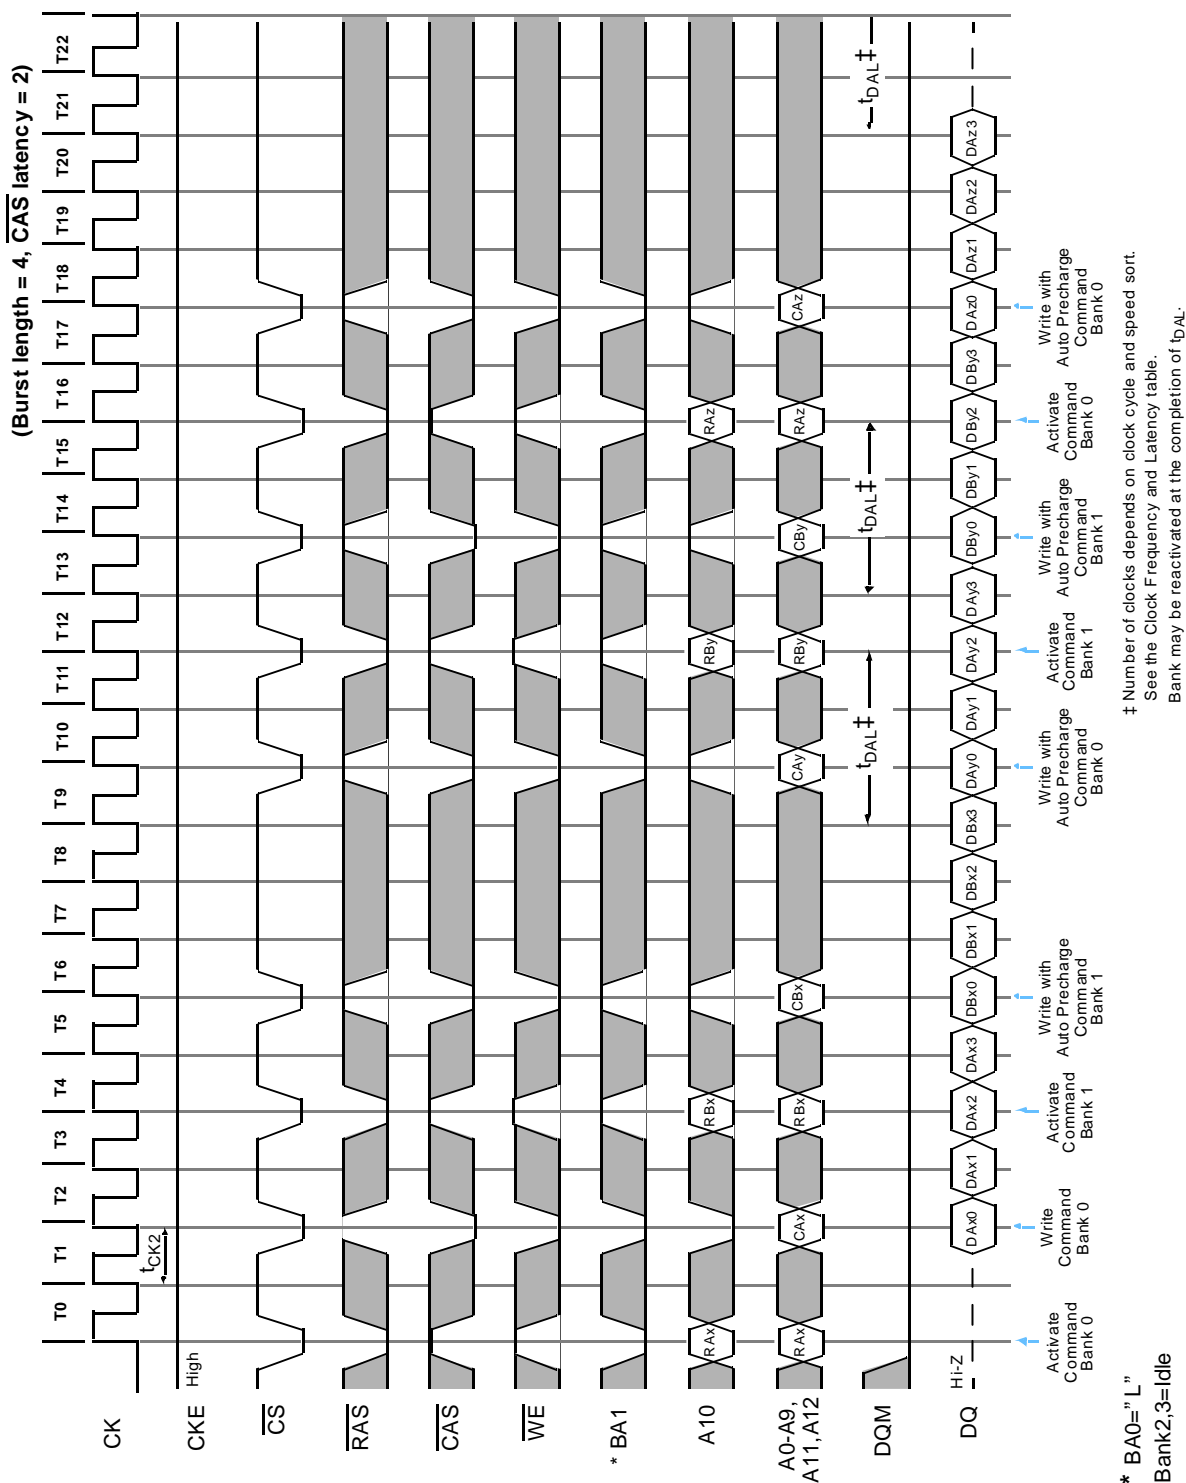 (Burst length = 4, CAS latency = 2)
T0 T1 T2 T3 T4 T5 T6 T7 T8 T9 T10 T11 T12 T13 T14 T15 T16 T17 T18 T19 T20 T21 T22
CK
tCK2
CKE
High
CS
RAS
CAS
WE
* BA1
A10
RAx RBx RBy RAz
A0-A9,
A11,A12
RAx CAx RBx CBx CAy RBy CBy RAz CAz
DQM
tDAL‡ tDAL‡ tDAL‡
DQ
Hi-Z
DAx0 DAx1 DAx2 DAx3 DBx0 DBx1 DBx2 DBx3 DAy0 DAy1 DAy2 DAy3 DBy0 DBy1 DBy2 DBy3 DAz0 DAz1 DAz2 DAz3
Activate
Command
Bank 0
Write
Command
Bank 0
Activate
Command
Bank 1
Write with
Auto Precharge
Command
Bank 1
Write with
Auto Precharge
Command
Bank 0
Activate
Command
Bank 1
Write with
Auto Precharge
Command
Bank 1
Activate
Command
Bank 0
Write with
Auto Precharge
Command
Bank 0
* BA0="L"
Bank2,3=Idle
‡ Number of clocks depends on clock cycle and speed sort.
See the Clock Frequency and Latency table.
Bank may be reactivated at the completion of tDAL.